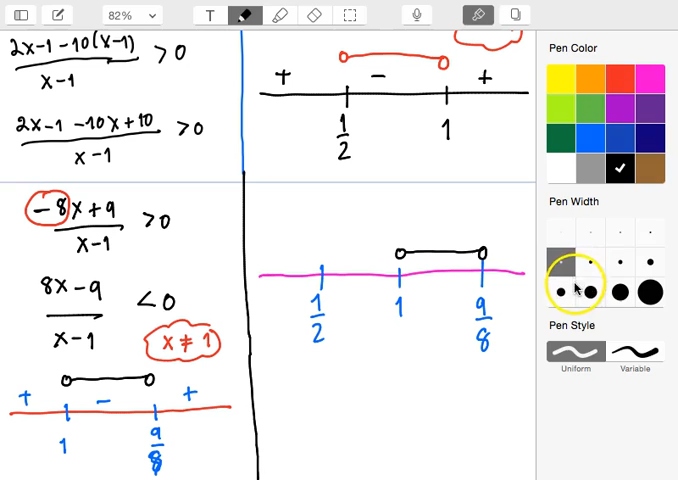 82%
T
2x-1-10(x-1) / x-1 > 0
2x-1-10x+10 / x-1 > 0
-8x+9 / x-1 > 0
8x-9 / x-1 < 0
x ≠ 1
+ - +
1 9/8
+ - +
1/2 1
1/2 1 9/8
Pen Color
Pen Width
Pen Style
Uniform Variable